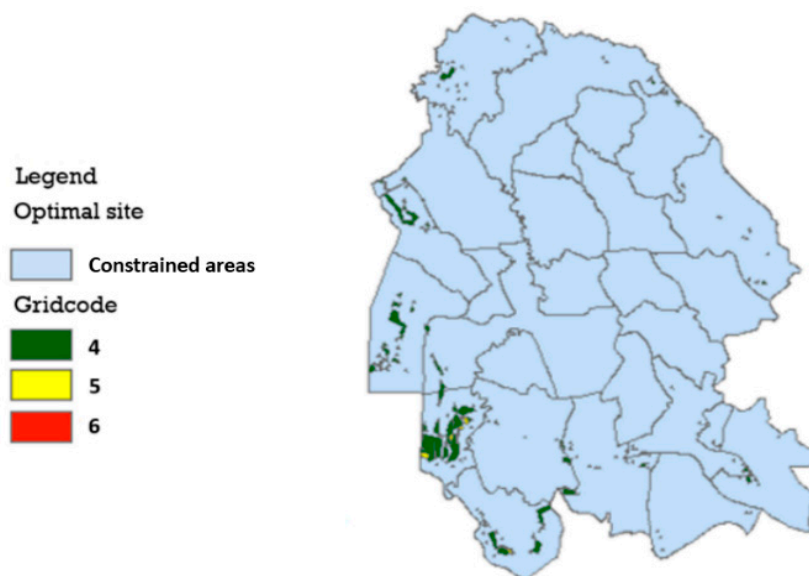 Legend
Optimal site
Constrained areas
Gridcode
4
5
6